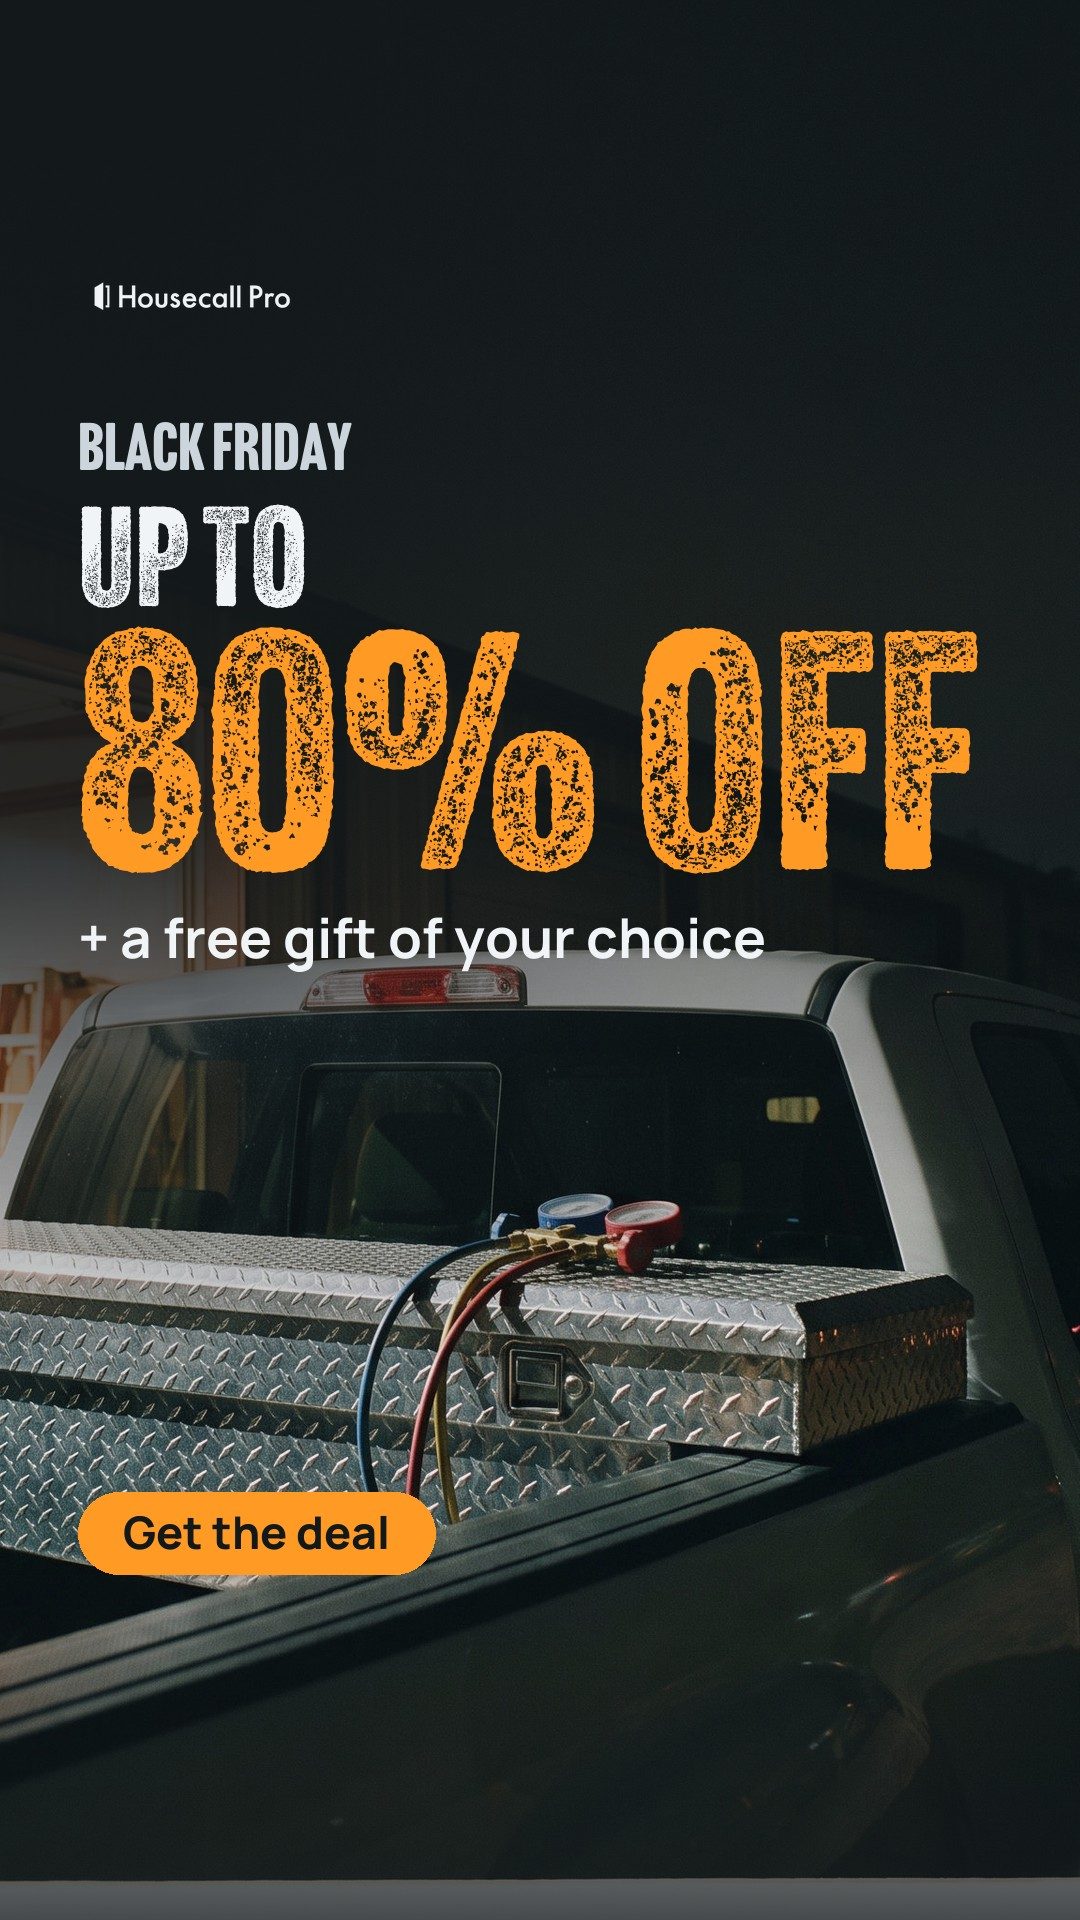 Housecall Pro
BLACK FRIDAY
UP TO
80% OFF
+ a free gift of your choice
Get the deal